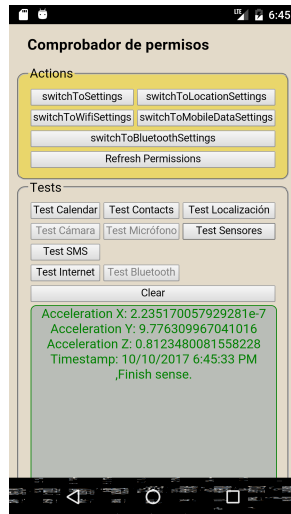 LTE 6:45
Comprobador de permisos
Actions
switchToSettings switchToLocationSettings
switchToWifiSettings switchToMobileDataSettings
switchToBluetoothSettings
Refresh Permissions
Tests
Test Calendar Test Contacts Test Localización
Test Cámara Test Micrófono Test Sensores
Test SMS
Test Internet Test Bluetooth
Clear
Acceleration X: 2.235170057929281e-7
Acceleration Y: 9.776309967041016
Acceleration Z: 0.8123480081558228
Timestamp: 10/10/2017 6:45:33 PM
,Finish sense.